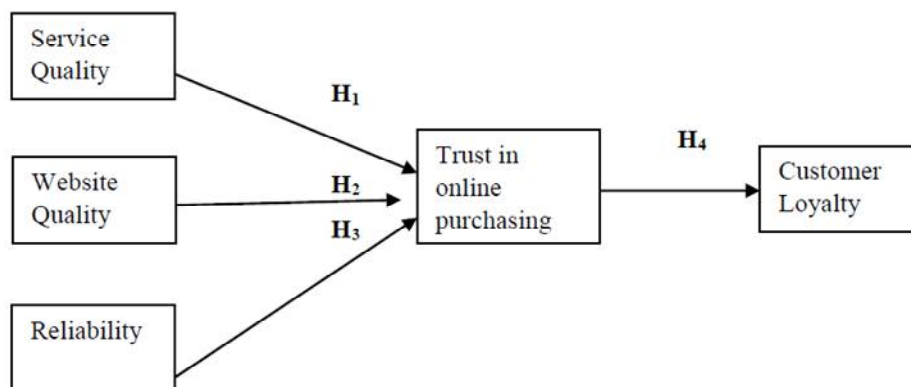 Service
Quality
H₁
Website
Quality
H₂
H₃
Reliability
Trust in
online
purchasing
H₄
Customer
Loyalty